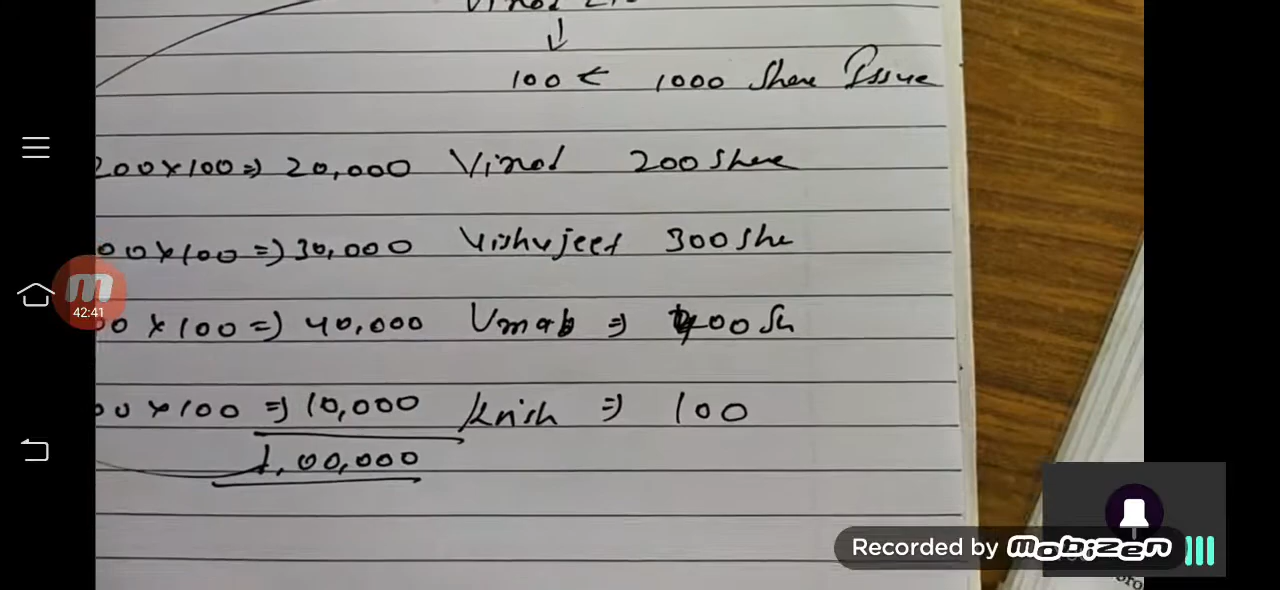 100 ← 1000 Share Issue
200×100 => 20,000 Vinod 200 Share
00×100 => 30,000 Vishvjeet 300 Sha
00 × 100 => 40,000 => 400 Sh
00 × 100 => 10,000 Krish => 100
1,00,000
42:41
Recorded by Mobizen